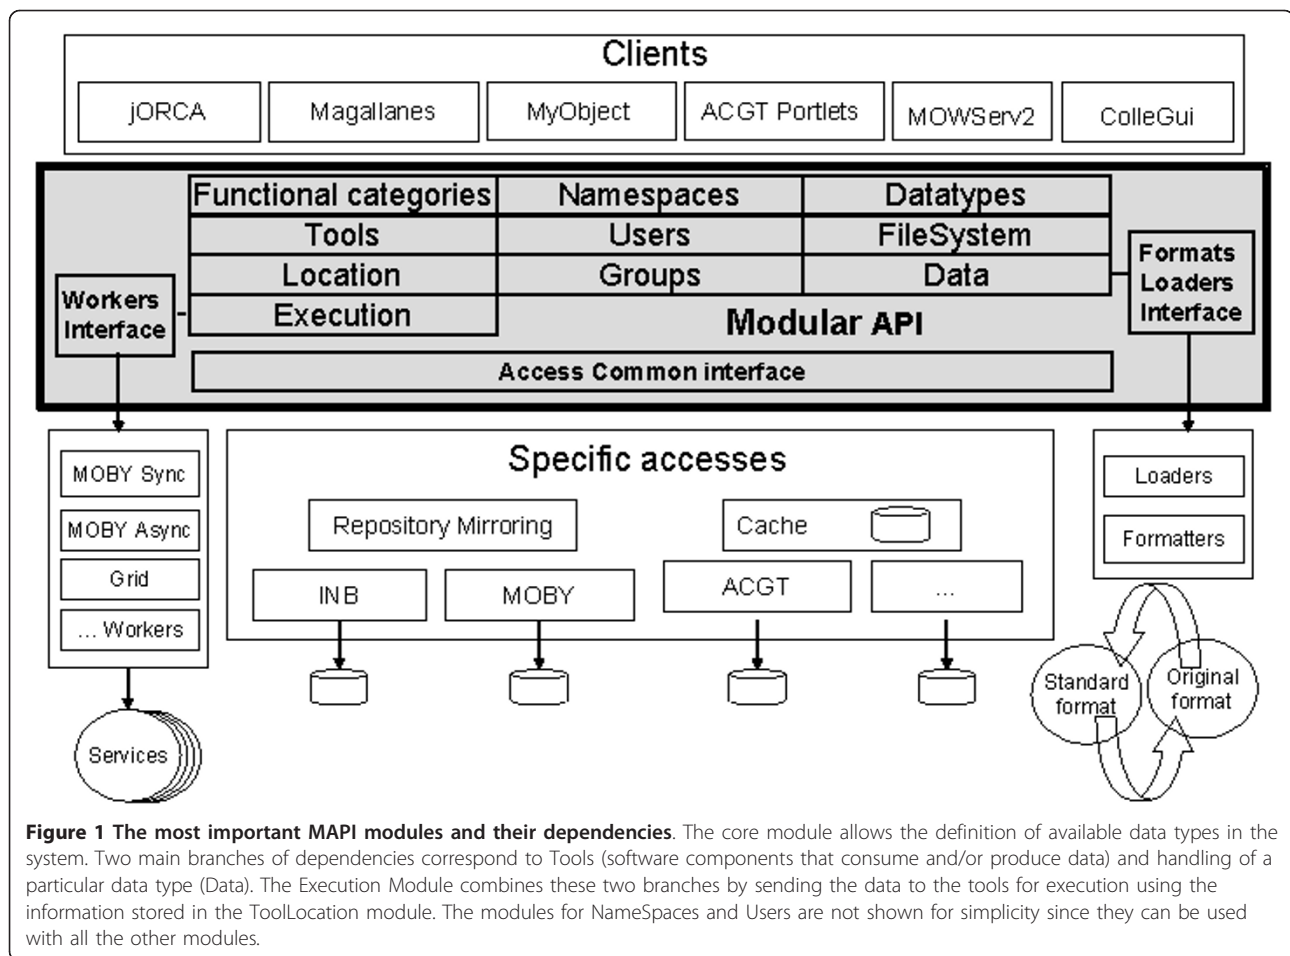 Clients
jORCA
Magallanes
MyObject
ACGT Portlets
MOWServ2
ColleGui
Functional categories
Namespaces
Datatypes
Tools
Users
FileSystem
Location
Groups
Data
Execution
Modular API
Workers
Interface
Formats
Loaders
Interface
Access Common interface
MOBY Sync
MOBY Async
Grid
... Workers
Services
Specific accesses
Repository Mirroring
Cache
INB
MOBY
ACGT
...
Loaders
Formatters
Standard
format
Original
format
Figure 1 The most important MAPI modules and their dependencies. The core module allows the definition of available data types in the
system. Two main branches of dependencies correspond to Tools (software components that consume and/or produce data) and handling of a
particular data type (Data). The Execution Module combines these two branches by sending the data to the tools for execution using the
information stored in the ToolLocation module. The modules for NameSpaces and Users are not shown for simplicity since they can be used
with all the other modules.